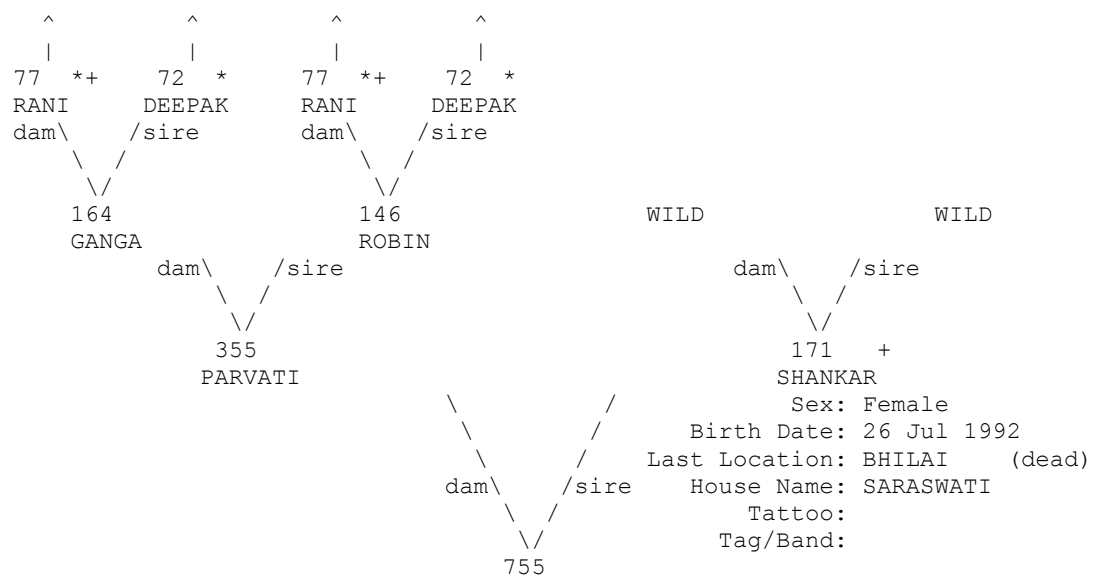 ^ ^ ^ ^
| | | |
77 *+ 72 * 77 *+ 72 *
RANI DEEPAK RANI DEEPAK
dam\ /sire dam\ /sire
\ / \ /
\/ \/
164 146 WILD WILD
GANGA ROBIN
dam\ /sire dam\ /sire
\ / \ /
\/ \/
355 171 +
PARVATI SHANKAR
\ / Sex: Female
\ / Birth Date: 26 Jul 1992
\ / Last Location: BHILAI (dead)
dam\ /sire House Name: SARASWATI
\ / Tattoo:
\/ Tag/Band:
755